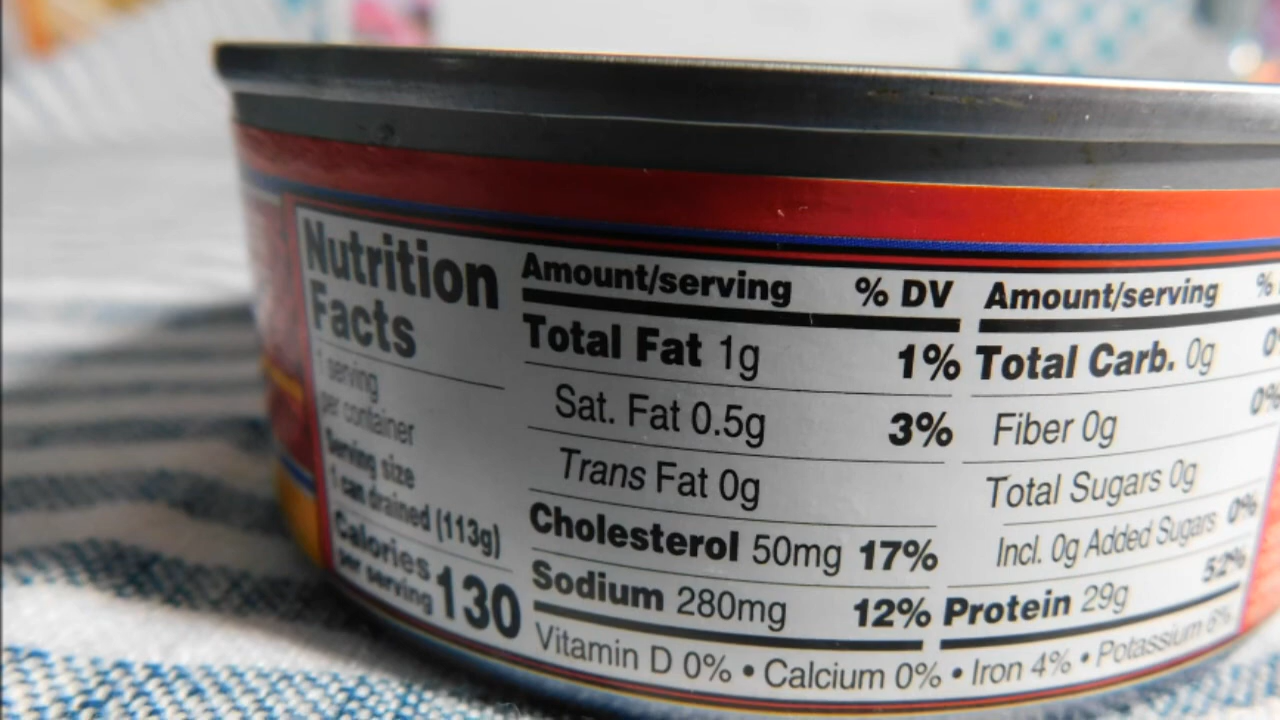 Nutrition
Facts
1 serving
per container
Serving size
1 can drained (113g)
Calories
per serving
130
Amount/serving % DV
Total Fat 1g 1%
Sat. Fat 0.5g 3%
Trans Fat 0g
Cholesterol 50mg 17%
Sodium 280mg 12%
Amount/serving %
Total Carb. 0g 0%
Fiber 0g 0%
Total Sugars 0g
Incl. 0g Added Sugars 0%
Protein 29g 52%
Vitamin D 0% • Calcium 0% • Iron 4% • Potassium 6%